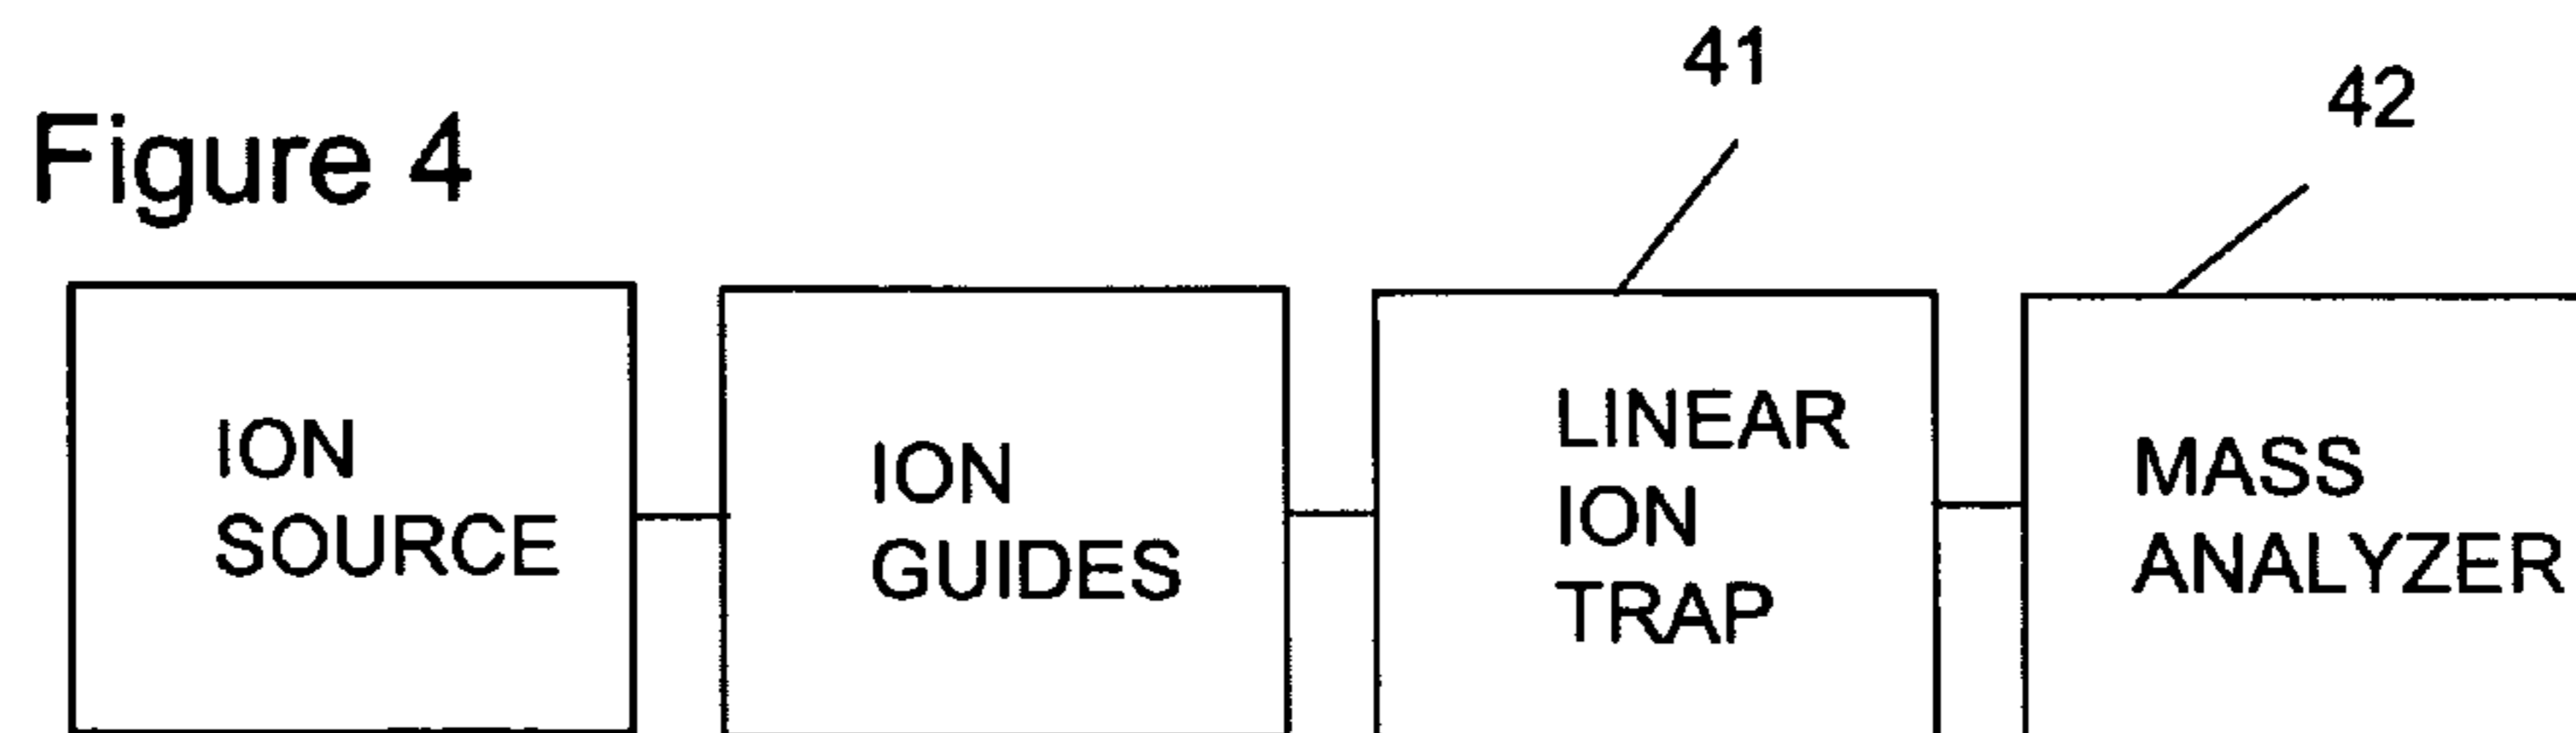 Figure 4
41
42
ION
SOURCE
ION
GUIDES
LINEAR
ION
TRAP
MASS
ANALYZER